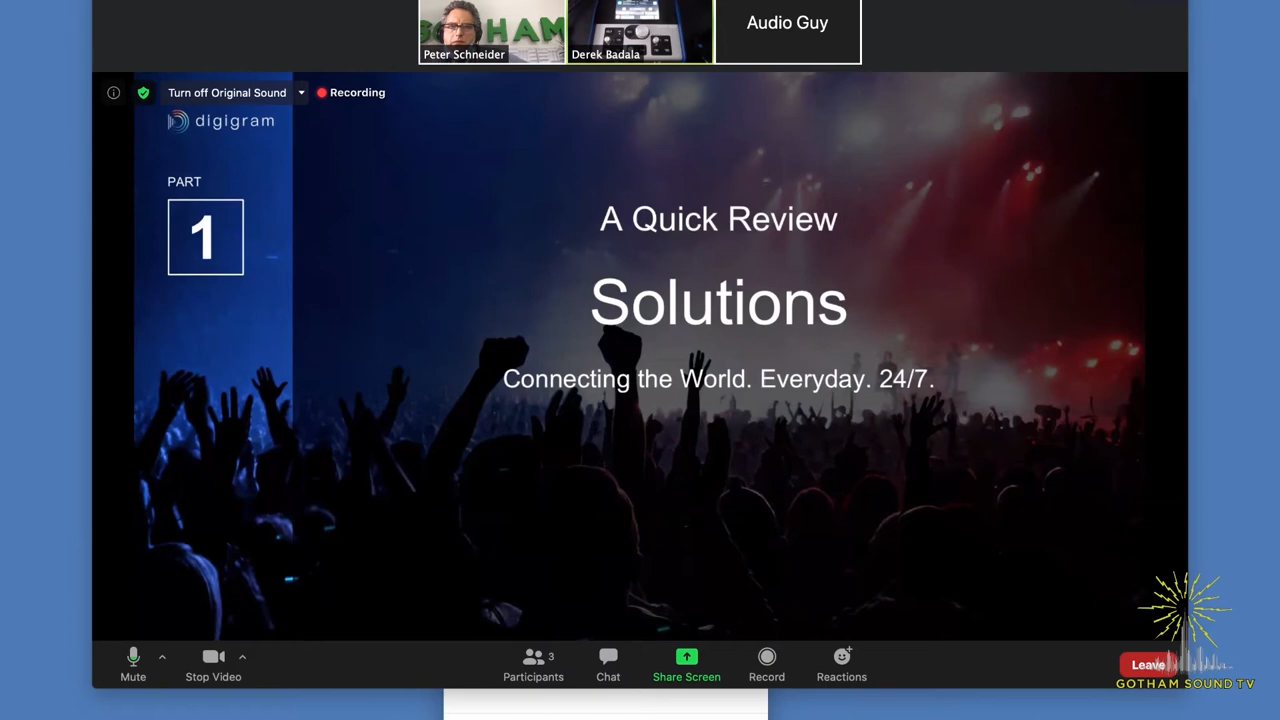 GOTHAM
Peter Schneider
Derek Badala
Audio Guy
Turn off Original Sound
Recording
digigram
PART
1
A Quick Review
Solutions
Connecting the World. Everyday. 24/7.
Mute
Stop Video
3
Participants
Chat
Share Screen
Record
Reactions
Leave
GOTHAM SOUND TV